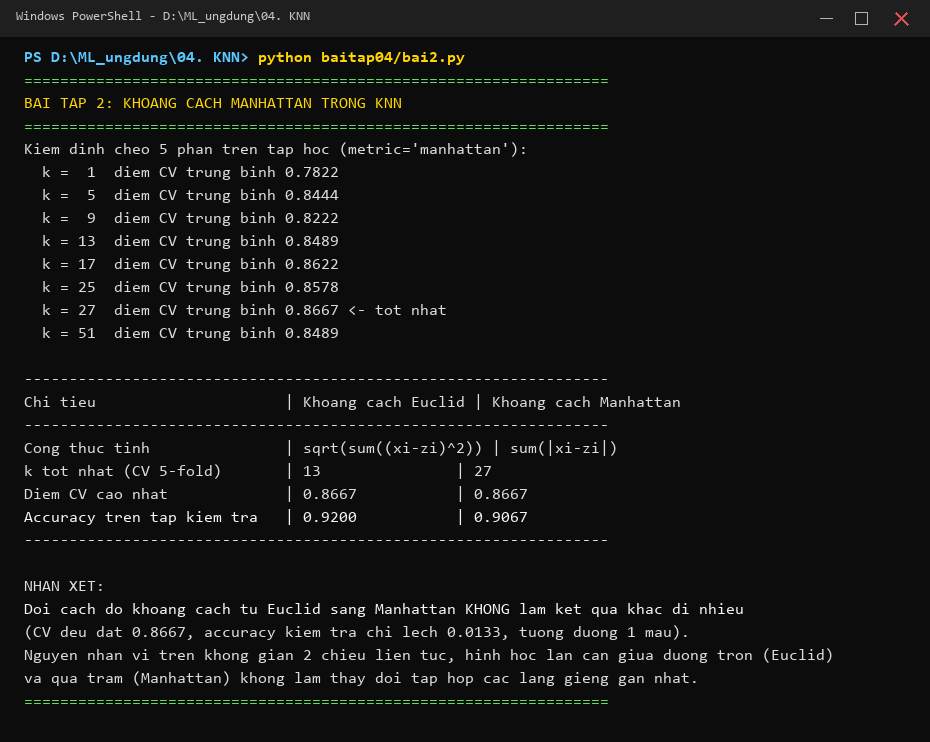 Windows PowerShell - D:\ML_ungdung\04. KNN
PS D:\ML_ungdung\04. KNN> python baitap04/bai2.py
=================================================================
BAI TAP 2: KHOANG CACH MANHATTAN TRONG KNN
=================================================================
Kiem dinh cheo 5 phan tren tap hoc (metric='manhattan'):
  k =  1  diem CV trung binh 0.7822
  k =  5  diem CV trung binh 0.8444
  k =  9  diem CV trung binh 0.8222
  k = 13  diem CV trung binh 0.8489
  k = 17  diem CV trung binh 0.8622
  k = 25  diem CV trung binh 0.8578
  k = 27  diem CV trung binh 0.8667 <- tot nhat
  k = 51  diem CV trung binh 0.8489
-----------------------------------------------------------------
Chi tieu                     | Khoang cach Euclid | Khoang cach Manhattan
-----------------------------------------------------------------
Cong thuc tinh               | sqrt(sum((xi-zi)^2)) | sum(|xi-zi|)
k tot nhat (CV 5-fold)       | 13                 | 27
Diem CV cao nhat             | 0.8667             | 0.8667
Accuracy tren tap kiem tra   | 0.9200             | 0.9067
-----------------------------------------------------------------
NHAN XET:
Doi cach do khoang cach tu Euclid sang Manhattan KHONG lam ket qua khac di nhieu
(CV deu dat 0.8667, accuracy kiem tra chi lech 0.0133, tuong duong 1 mau).
Nguyen nhan vi tren khong gian 2 chieu lien tuc, hinh hoc lan can giua duong tron (Euclid)
va qua tram (Manhattan) khong lam thay doi tap hop cac lang gieng gan nhat.
=================================================================